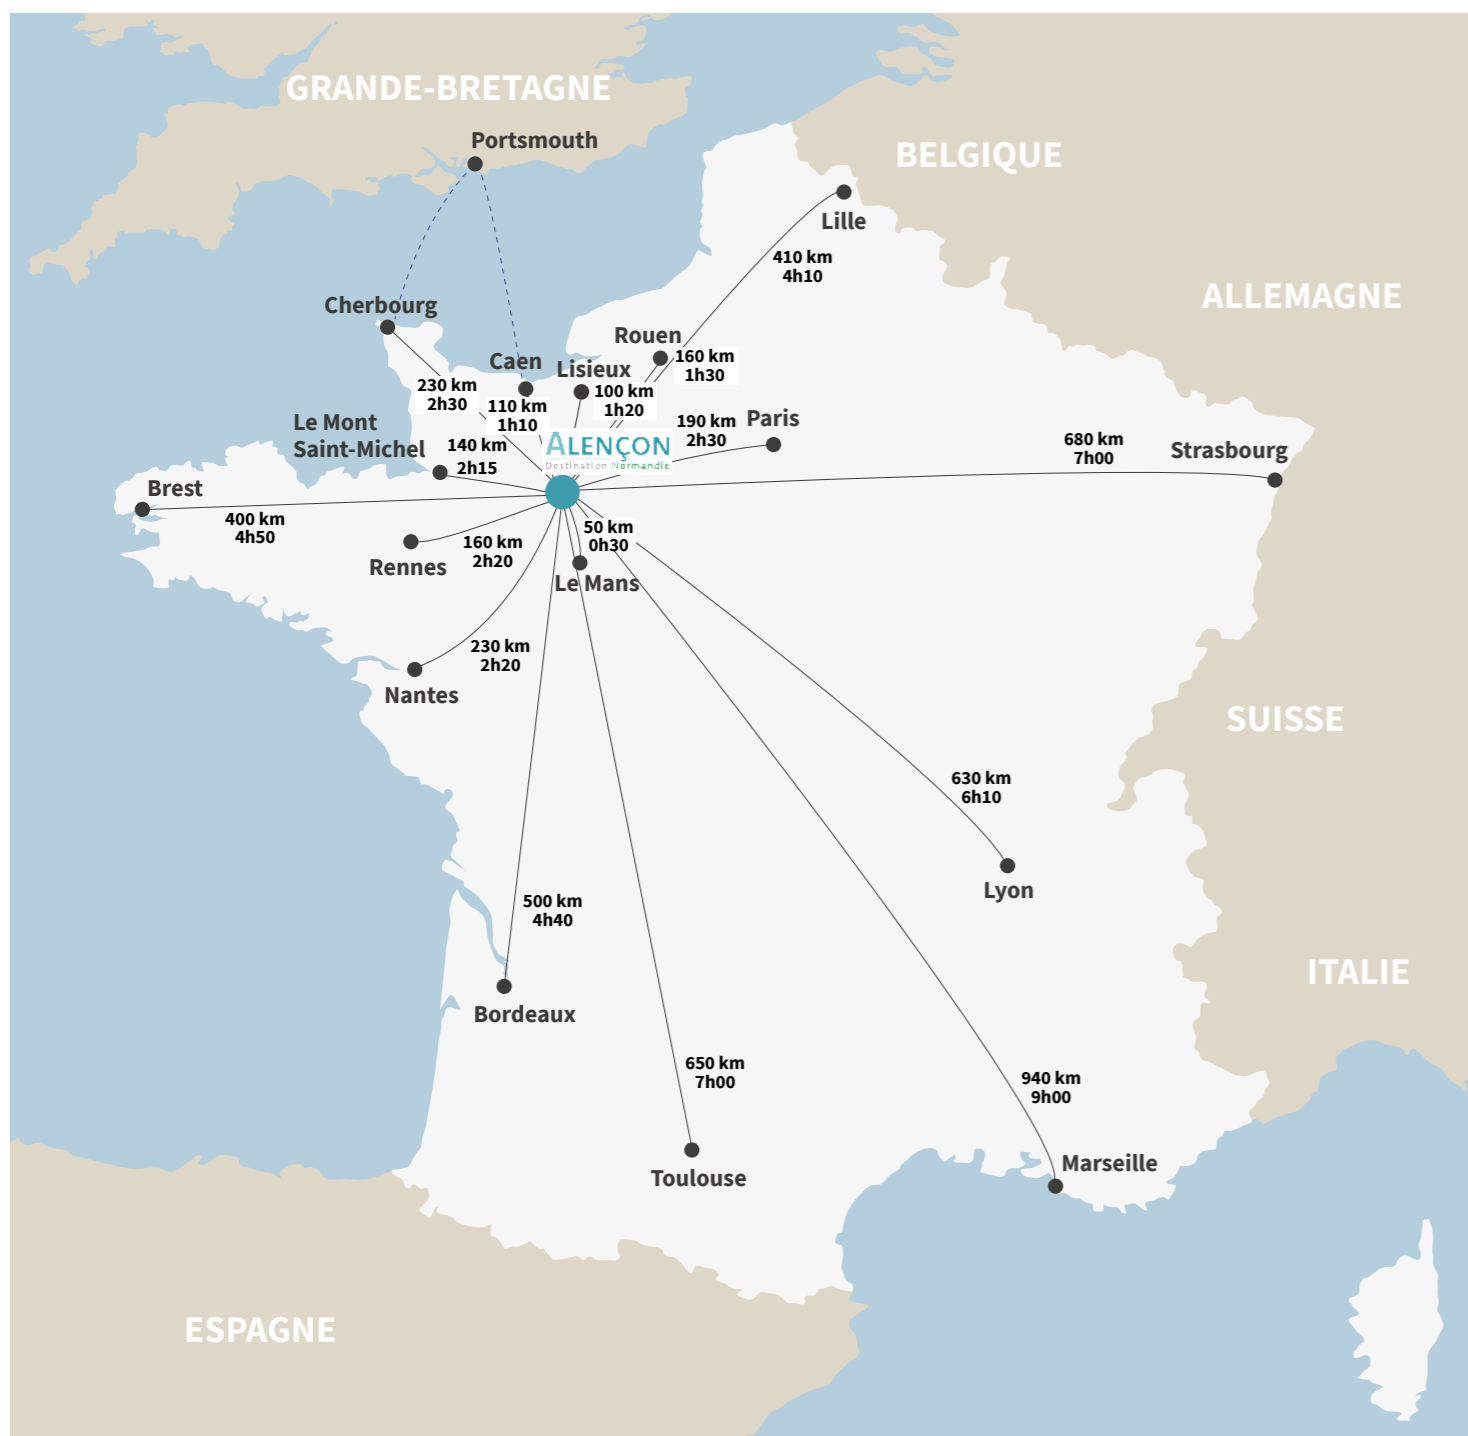 GRANDE-BRETAGNE
Portsmouth
BELGIQUE
Lille
410 km
4h10
ALLEMAGNE
Cherbourg
Rouen
160 km
1h30
Caen
Lisieux
230 km
2h30
110 km
1h10
100 km
1h20
Le Mont
Saint-Michel
140 km
2h15
ALENÇON
Destination Normandie
190 km
2h30
Paris
680 km
7h00
Strasbourg
Brest
400 km
4h50
Rennes
160 km
2h20
50 km
0h30
Le Mans
230 km
2h20
Nantes
SUISSE
630 km
6h10
Lyon
500 km
4h40
Bordeaux
ITALIE
650 km
7h00
Toulouse
940 km
9h00
Marseille
ESPAGNE